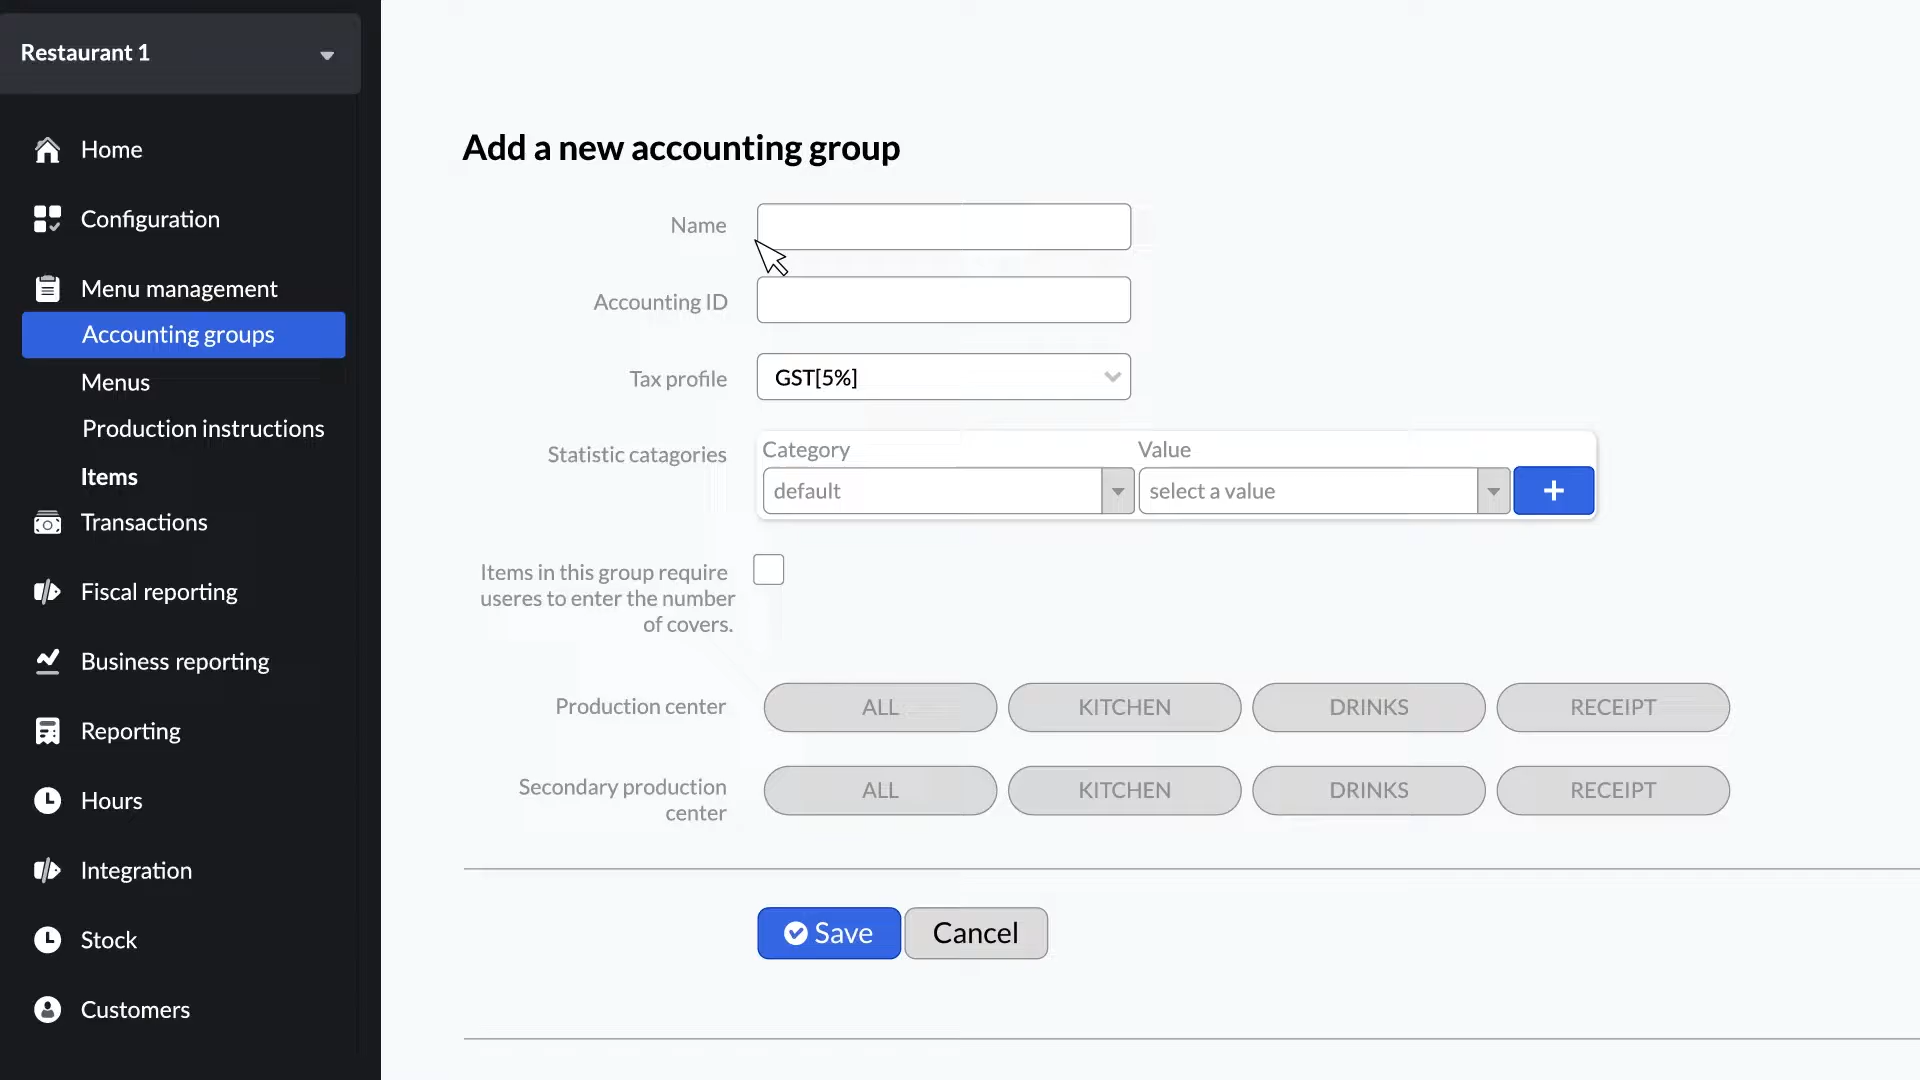 Restaurant 1
Home
Configuration
Menu management
Accounting groups
Menus
Production instructions
Items
Transactions
Fiscal reporting
Business reporting
Reporting
Hours
Integration
Stock
Customers
Add a new accounting group
Name
Accounting ID
Tax profile GST[5%]
Statistic catagories Category Value
default select a value +
Items in this group require
useres to enter the number
of covers.
Production center ALL KITCHEN DRINKS RECEIPT
Secondary production
center ALL KITCHEN DRINKS RECEIPT
Save Cancel